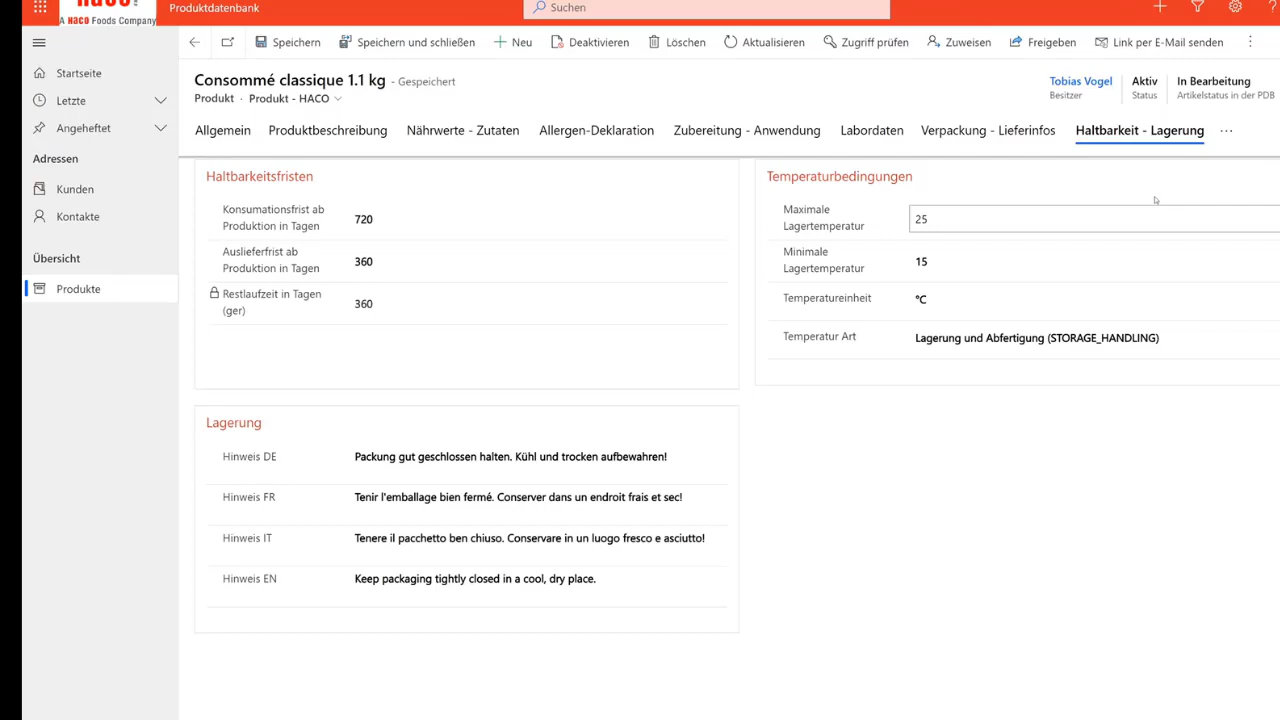 A HACO Foods Company
Produktdatenbank
Suchen
Speichern
Speichern und schließen
Neu
Deaktivieren
Löschen
Aktualisieren
Zugriff prüfen
Zuweisen
Freigeben
Link per E-Mail senden
Startseite
Letzte
Angeheftet
Adressen
Kunden
Kontakte
Übersicht
Produkte
Consommé classique 1.1 kg - Gespeichert
Produkt · Produkt - HACO
Tobias Vogel
Besitzer
Aktiv
Status
In Bearbeitung
Artikelstatus in der PDB
Allgemein
Produktbeschreibung
Nährwerte - Zutaten
Allergen-Deklaration
Zubereitung - Anwendung
Labordaten
Verpackung - Lieferinfos
Haltbarkeit - Lagerung
...
Haltbarkeitsfristen
Konsumationsfrist ab
Produktion in Tagen
720
Auslieferfrist ab
Produktion in Tagen
360
Restlaufzeit in Tagen
(ger)
360
Temperaturbedingungen
Maximale
Lagertemperatur
25
Minimale
Lagertemperatur
15
Temperatureinheit
°C
Temperatur Art
Lagerung und Abfertigung (STORAGE_HANDLING)
Lagerung
Hinweis DE
Packung gut geschlossen halten. Kühl und trocken aufbewahren!
Hinweis FR
Tenir l'emballage bien fermé. Conserver dans un endroit frais et sec!
Hinweis IT
Tenere il pacchetto ben chiuso. Conservare in un luogo fresco e asciutto!
Hinweis EN
Keep packaging tightly closed in a cool, dry place.